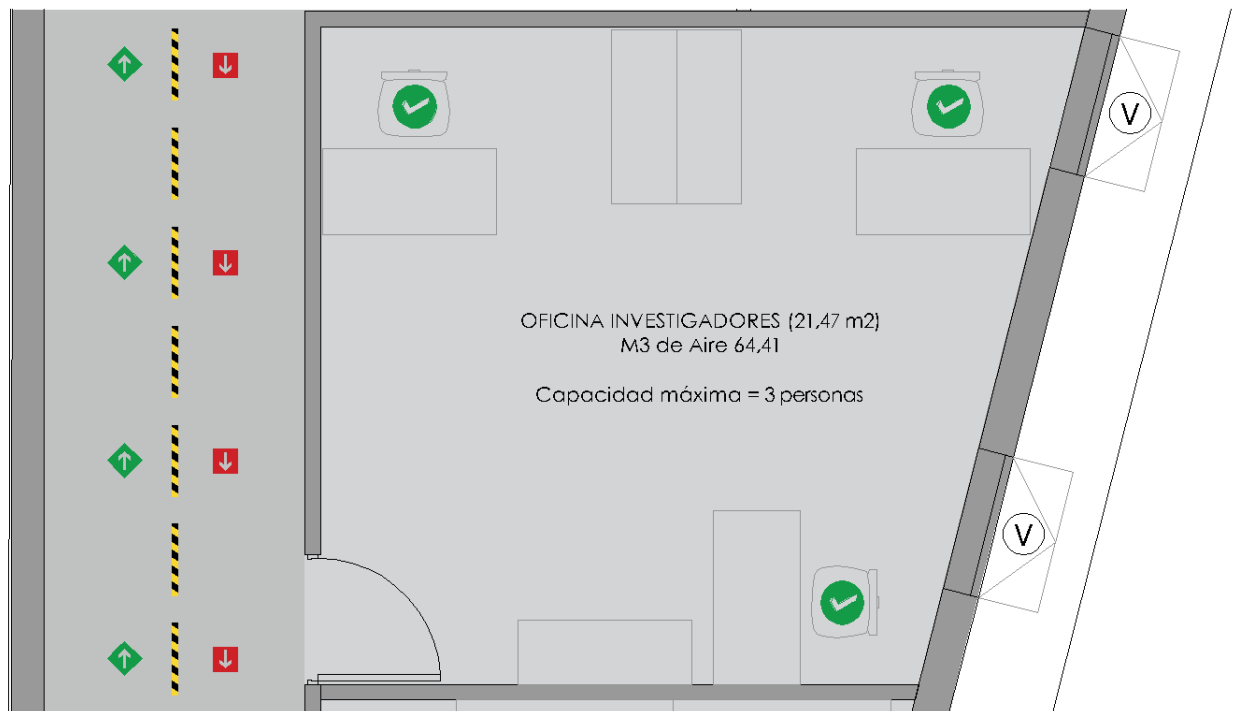 V
OFICINA INVESTIGADORES (21,47 m2)
M3 de Aire 64,41
Capacidad máxima = 3 personas
V